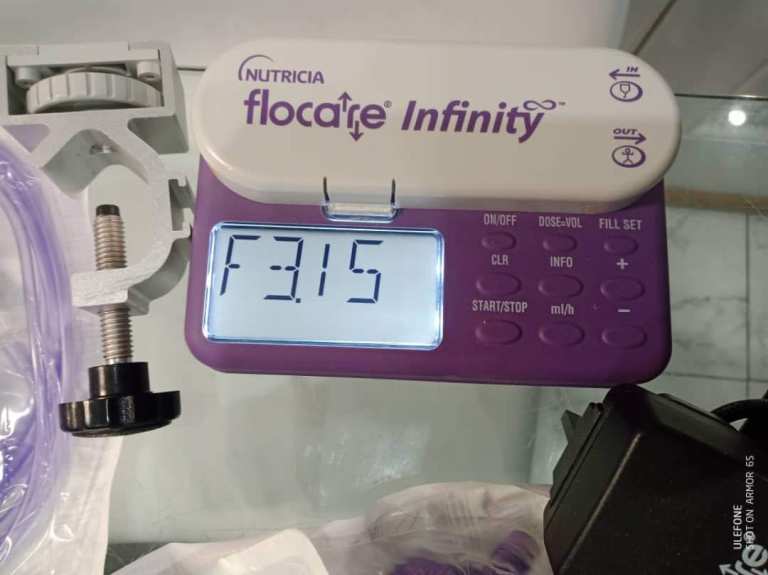 NUTRICIA
flocare® Infinity™
IN
OUT
F3.15
ON/OFF DOSE=VOL FILL SET
CLR INFO +
START/STOP ml/h −
ULEFONE
SHOT ON ARMOR 6S